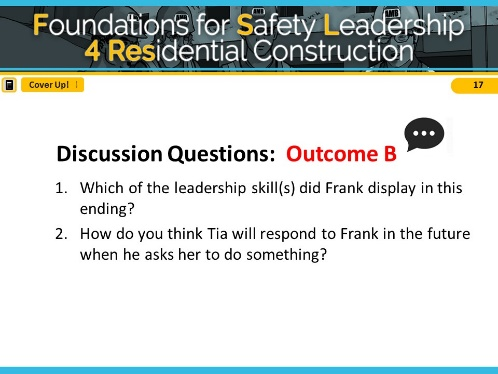 Foundations for Safety Leadership
4 Residential Construction
Cover Up!
17
Discussion Questions: Outcome B
1. Which of the leadership skill(s) did Frank display in this
ending?
2. How do you think Tia will respond to Frank in the future
when he asks her to do something?